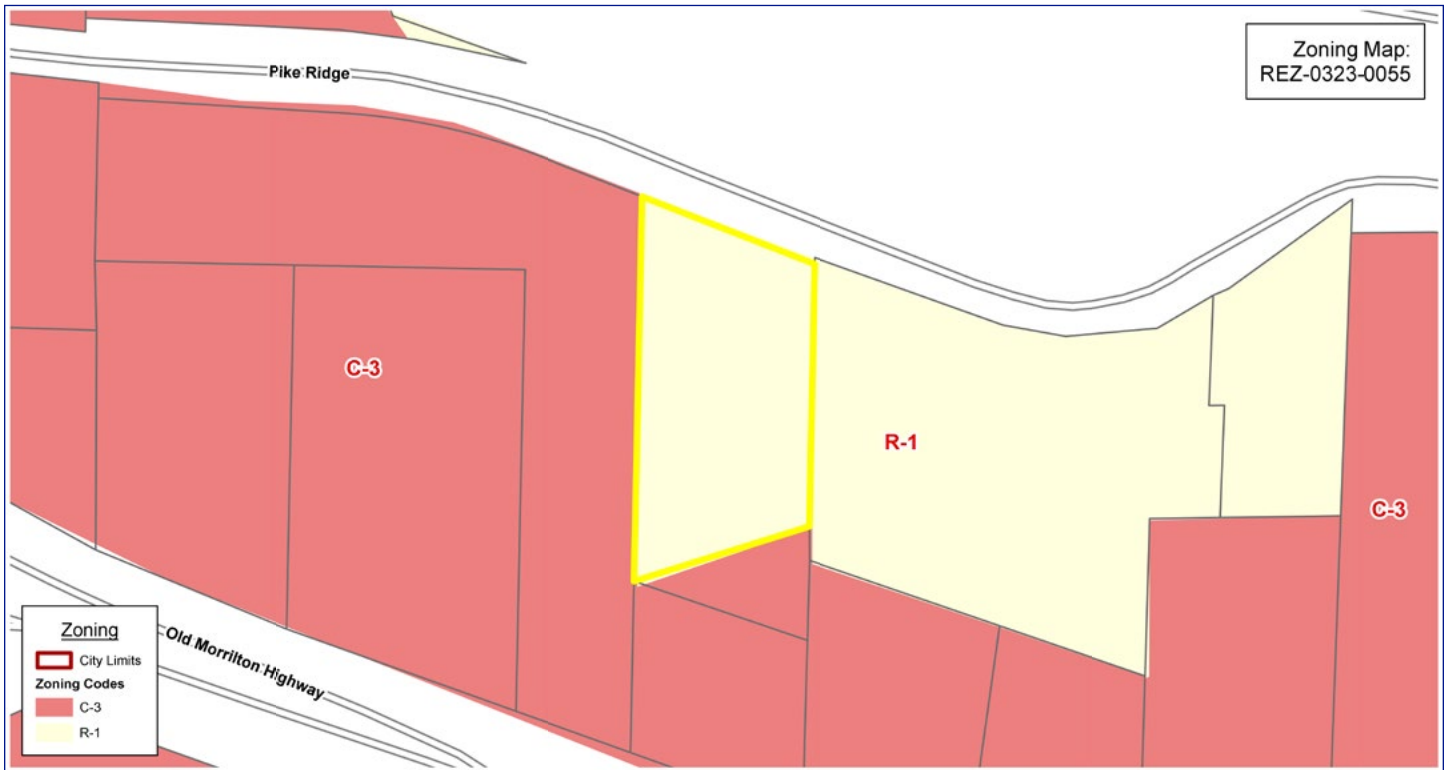 Zoning Map:
REZ-0323-0055
Pike Ridge
C-3
R-1
C-3
Old Morrilton Highway
Zoning
City Limits
Zoning Codes
C-3
R-1